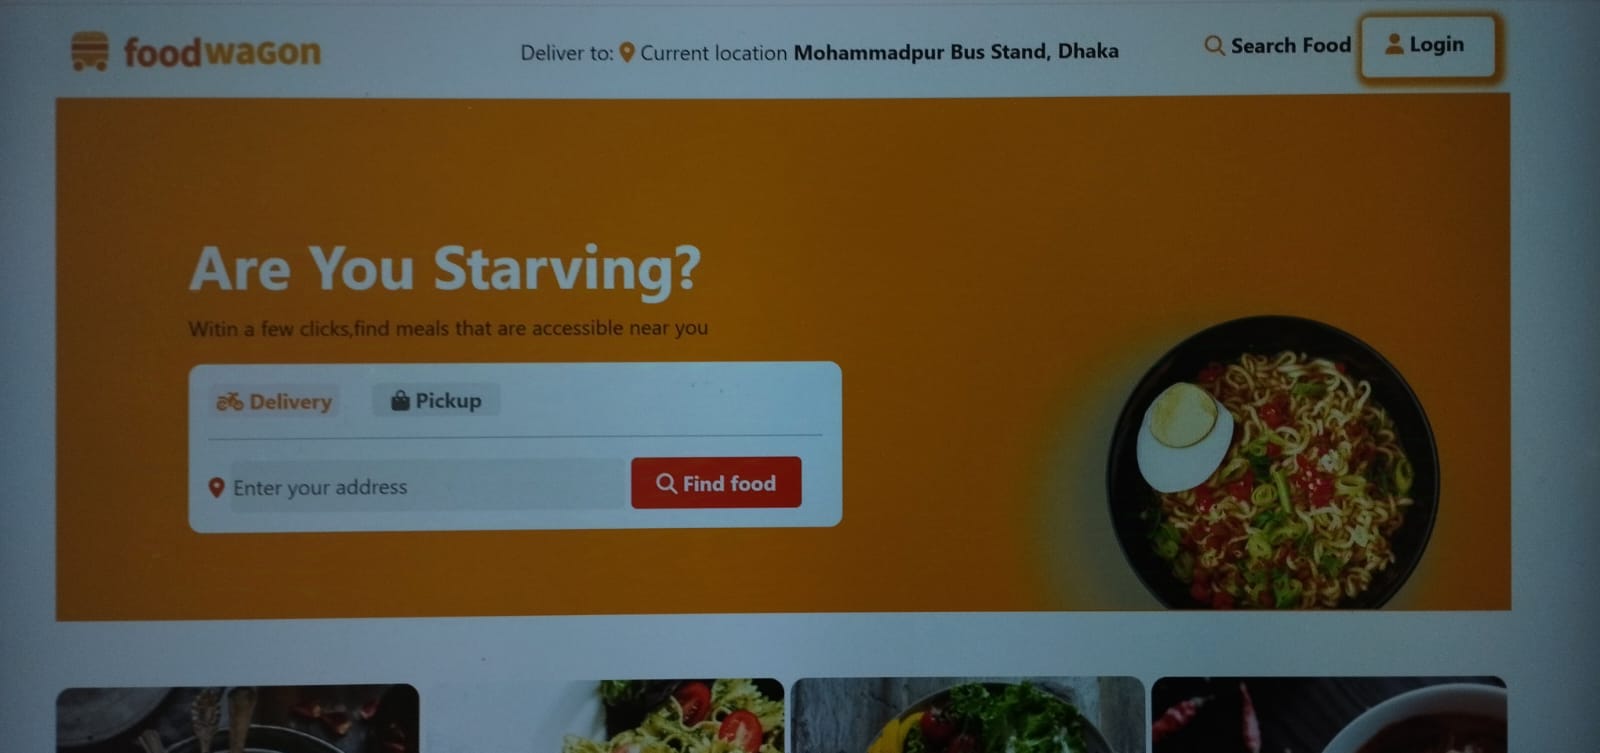 foodwagon
Deliver to: Current location Mohammadpur Bus Stand, Dhaka
Search Food
Login
Are You Starving?
Witin a few clicks,find meals that are accessible near you
Delivery
Pickup
Enter your address
Find food